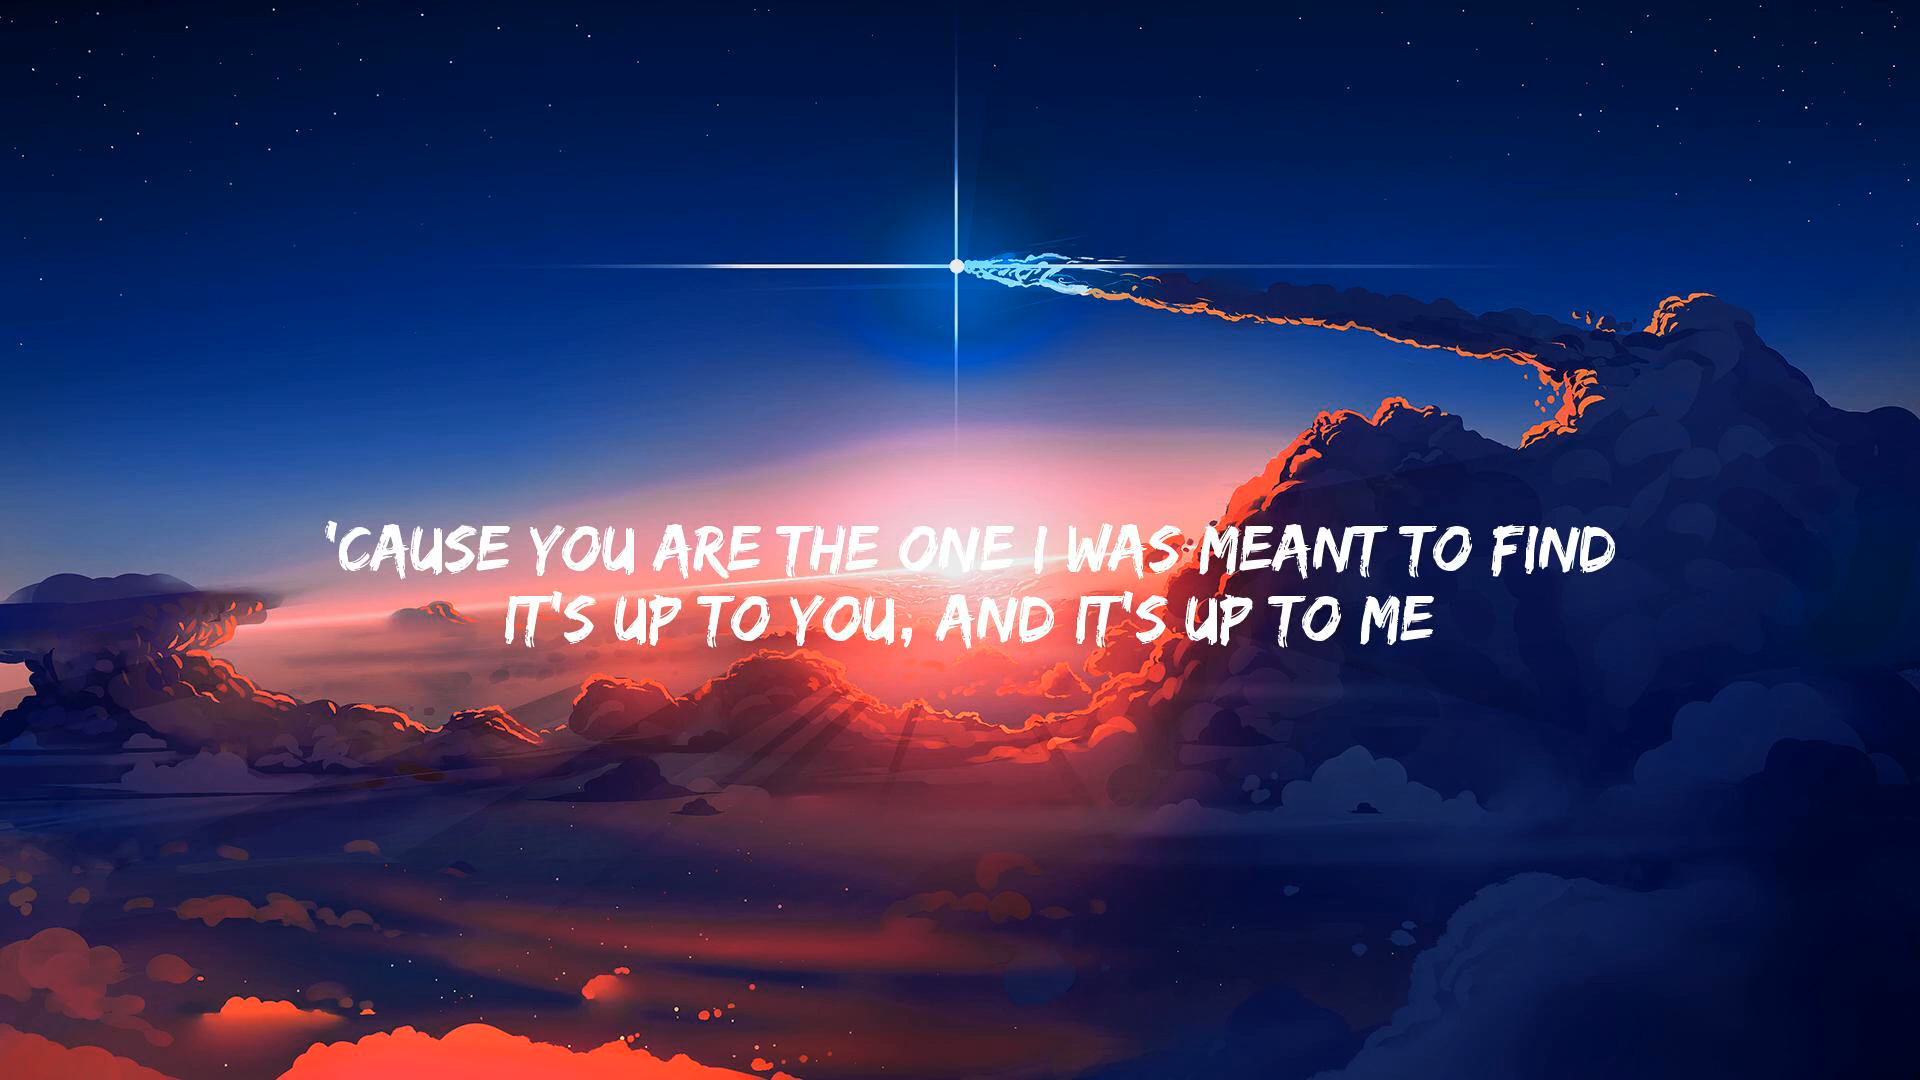 'CAUSE YOU ARE THE ONE I WAS MEANT TO FIND
IT'S UP TO YOU, AND IT'S UP TO ME